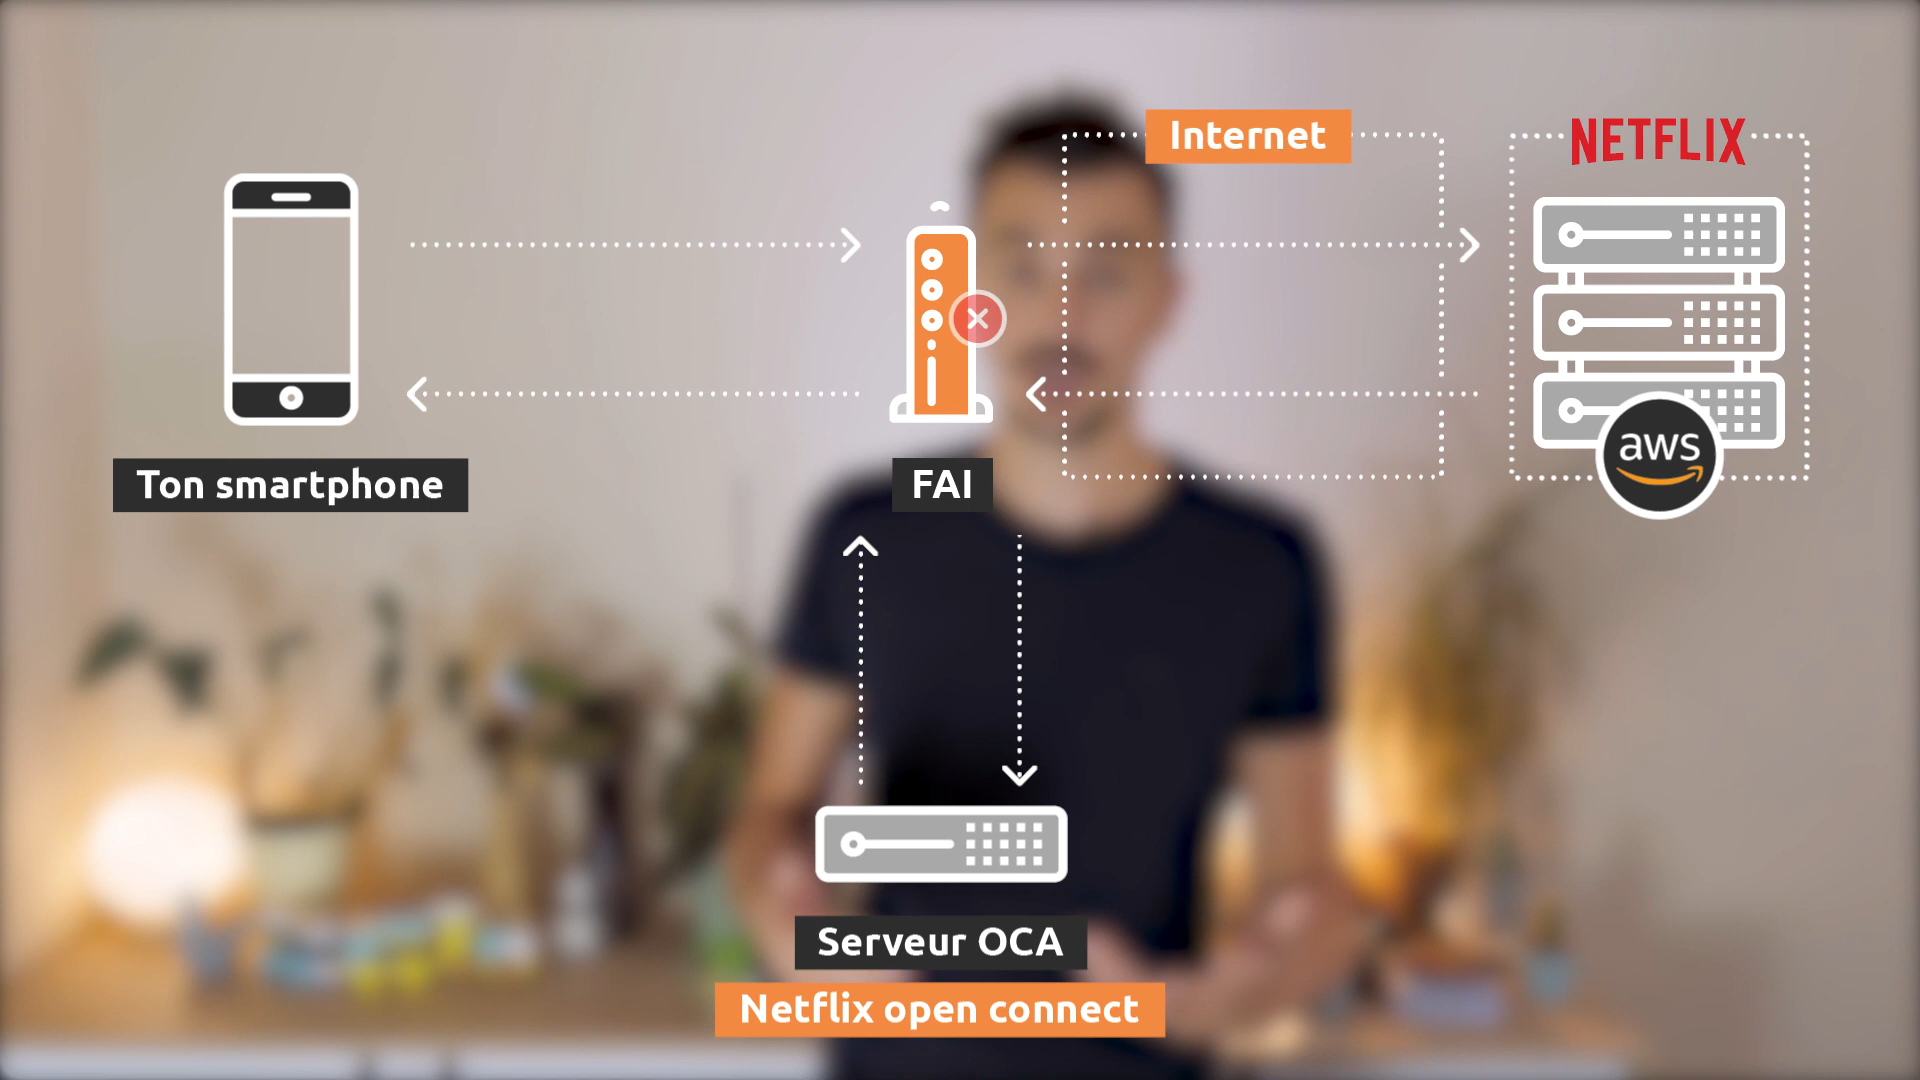 Internet
NETFLIX
aws
Ton smartphone
FAI
Serveur OCA
Netflix open connect